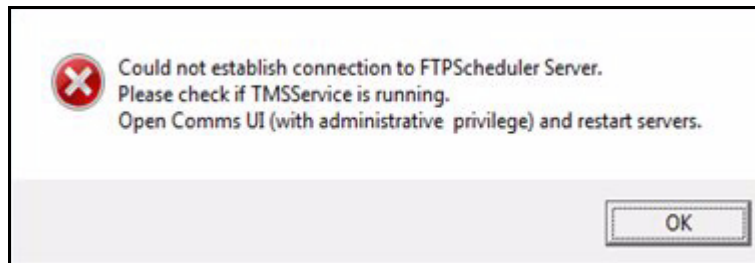 Could not establish connection to FTPScheduler Server.
Please check if TMSService is running.
Open Comms UI (with administrative privilege) and restart servers.
OK